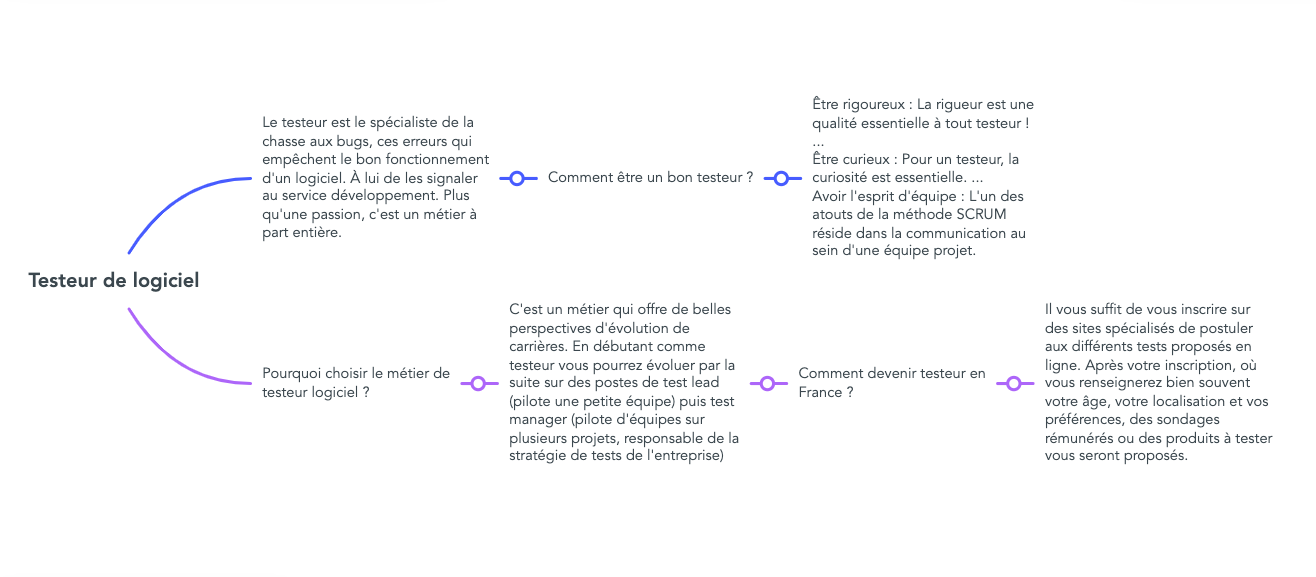 Testeur de logiciel
Le testeur est le spécialiste de la
chasse aux bugs, ces erreurs qui
empêchent le bon fonctionnement
d'un logiciel. À lui de les signaler
au service développement. Plus
qu'une passion, c'est un métier à
part entière.
Comment être un bon testeur ?
Être rigoureux : La rigueur est une
qualité essentielle à tout testeur !
...
Être curieux : Pour un testeur, la
curiosité est essentielle. ...
Avoir l'esprit d'équipe : L'un des
atouts de la méthode SCRUM
réside dans la communication au
sein d'une équipe projet.
Pourquoi choisir le métier de
testeur logiciel ?
C'est un métier qui offre de belles
perspectives d'évolution de
carrières. En débutant comme
testeur vous pourrez évoluer par la
suite sur des postes de test lead
(pilote une petite équipe) puis test
manager (pilote d'équipes sur
plusieurs projets, responsable de la
stratégie de tests de l'entreprise)
Comment devenir testeur en
France ?
Il vous suffit de vous inscrire sur
des sites spécialisés de postuler
aux différents tests proposés en
ligne. Après votre inscription, où
vous renseignerez bien souvent
votre âge, votre localisation et vos
préférences, des sondages
rémunérés ou des produits à tester
vous seront proposés.